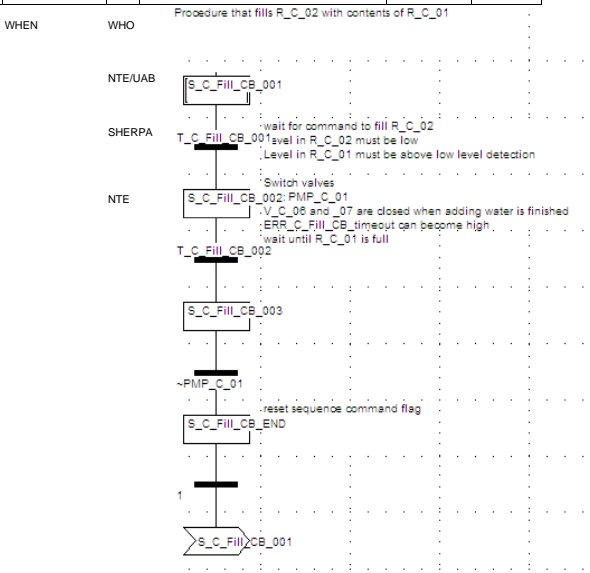 Procedure that fills R_C_02 with contents of R_C_01
WHEN
WHO
NTE/UAB
S_C_Fill_CB_001
wait for command to fill R_C_02
SHERPA
T_C_Fill_CB_001
level in R_C_02 must be low
Level in R_C_01 must be above low level detection
Switch valves
NTE
S_C_Fill_CB_002: PMP_C_01
V_C_06 and _07 are closed when adding water is finished
ERR_C_Fill_CB_timeout can become high
wait until R_C_01 is full
T_C_Fill_CB_002
S_C_Fill_CB_003
~PMP_C_01
reset sequence command flag
S_C_Fill_CB_END
1
S_C_Fill_CB_001